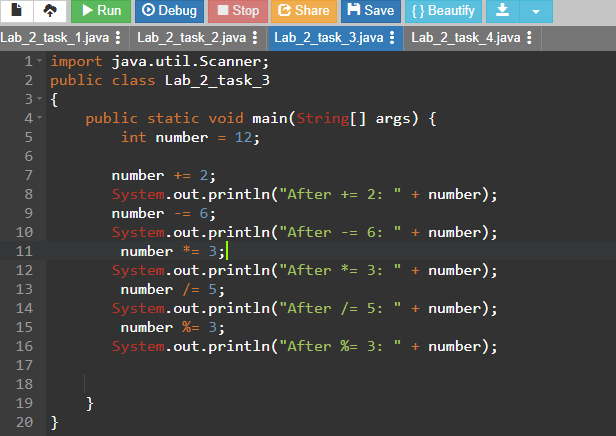 Run Debug Stop Share Save { } Beautify
Lab_2_task_1.java Lab_2_task_2.java Lab_2_task_3.java Lab_2_task_4.java
1 import java.util.Scanner;
2 public class Lab_2_task_3
3 {
4     public static void main(String[] args) {
5         int number = 12;
6
7        number += 2;
8        System.out.println("After += 2: " + number);
9        number -= 6;
10        System.out.println("After -= 6: " + number);
11         number *= 3;
12        System.out.println("After *= 3: " + number);
13         number /= 5;
14        System.out.println("After /= 5: " + number);
15         number %= 3;
16        System.out.println("After %= 3: " + number);
17
18
19     }
20 }